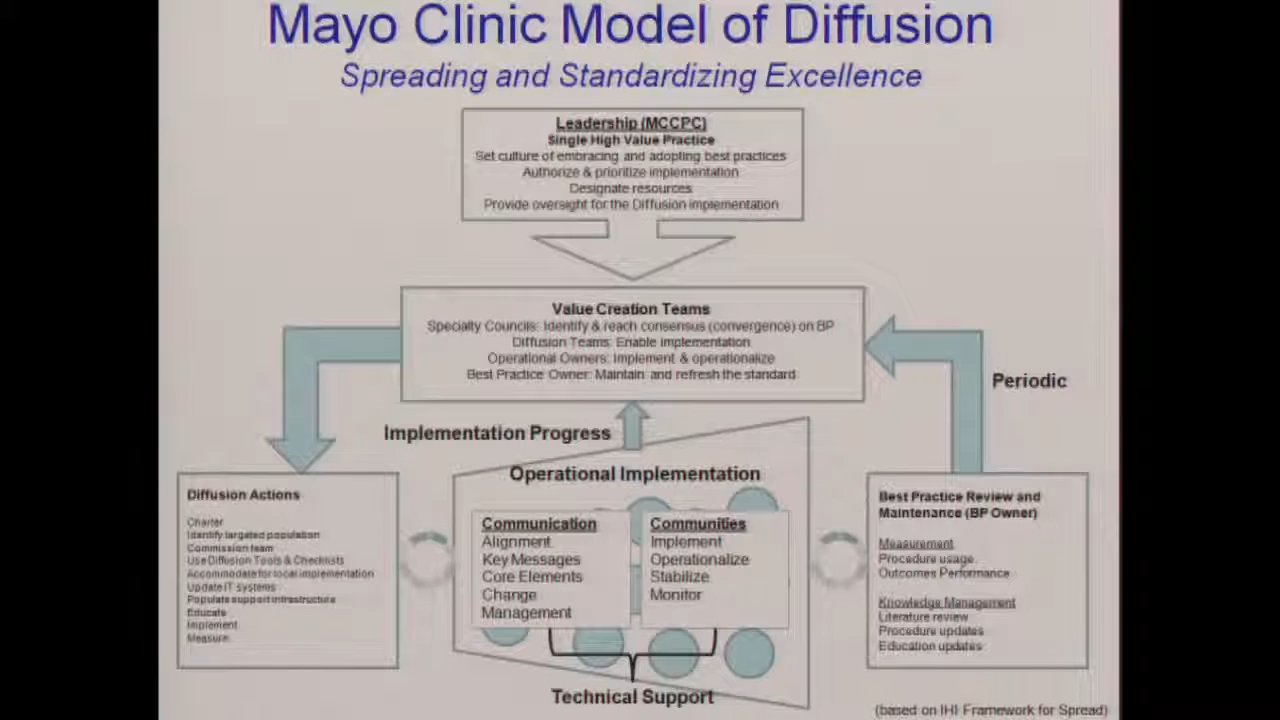 Mayo Clinic Model of Diffusion
Spreading and Standardizing Excellence
Leadership (MCCPC)
Single High Value Practice
Set culture of embracing and adopting best practices
Authorize & prioritize implementation
Designate resources
Provide oversight for the Diffusion implementation
Value Creation Teams
Specialty Councils: Identify & reach consensus (convergence) on BP
Diffusion Teams: Enable implementation
Operational Owners: Implement & operationalize
Best Practice Owner: Maintain and refresh the standard
Periodic
Implementation Progress
Operational Implementation
Diffusion Actions
Charter
Identify targeted population
Commission team
Use Diffusion Tools & Checklists
Accommodate for local implementation
Update IT systems
Populate support infrastructure
Educate
Implement
Measure
Communication
Alignment
Key Messages
Core Elements
Change
Management
Communities
Implement
Operationalize
Stabilize
Monitor
Technical Support
Best Practice Review and
Maintenance (BP Owner)
Measurement
Procedure usage
Outcomes Performance
Knowledge Management
Literature review
Procedure updates
Education updates
(based on IHI Framework for Spread)